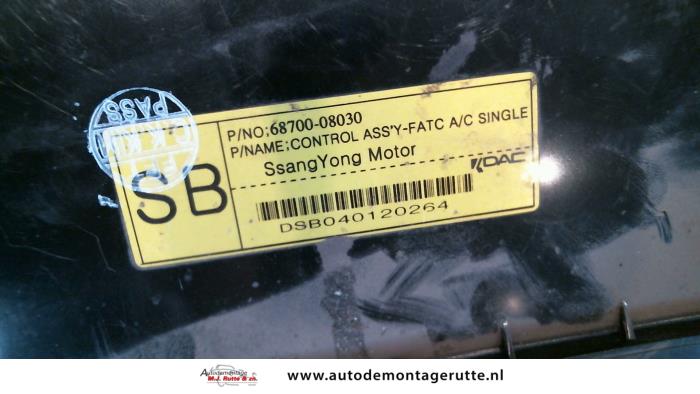 PASS
SB
P/NO:68700-08030
P/NAME:CONTROL ASS'Y-FATC A/C SINGLE
SsangYong Motor
KDAC
DSB040120264
Autodemontage
M.J. Rutte & zn.
www.autodemontagerutte.nl